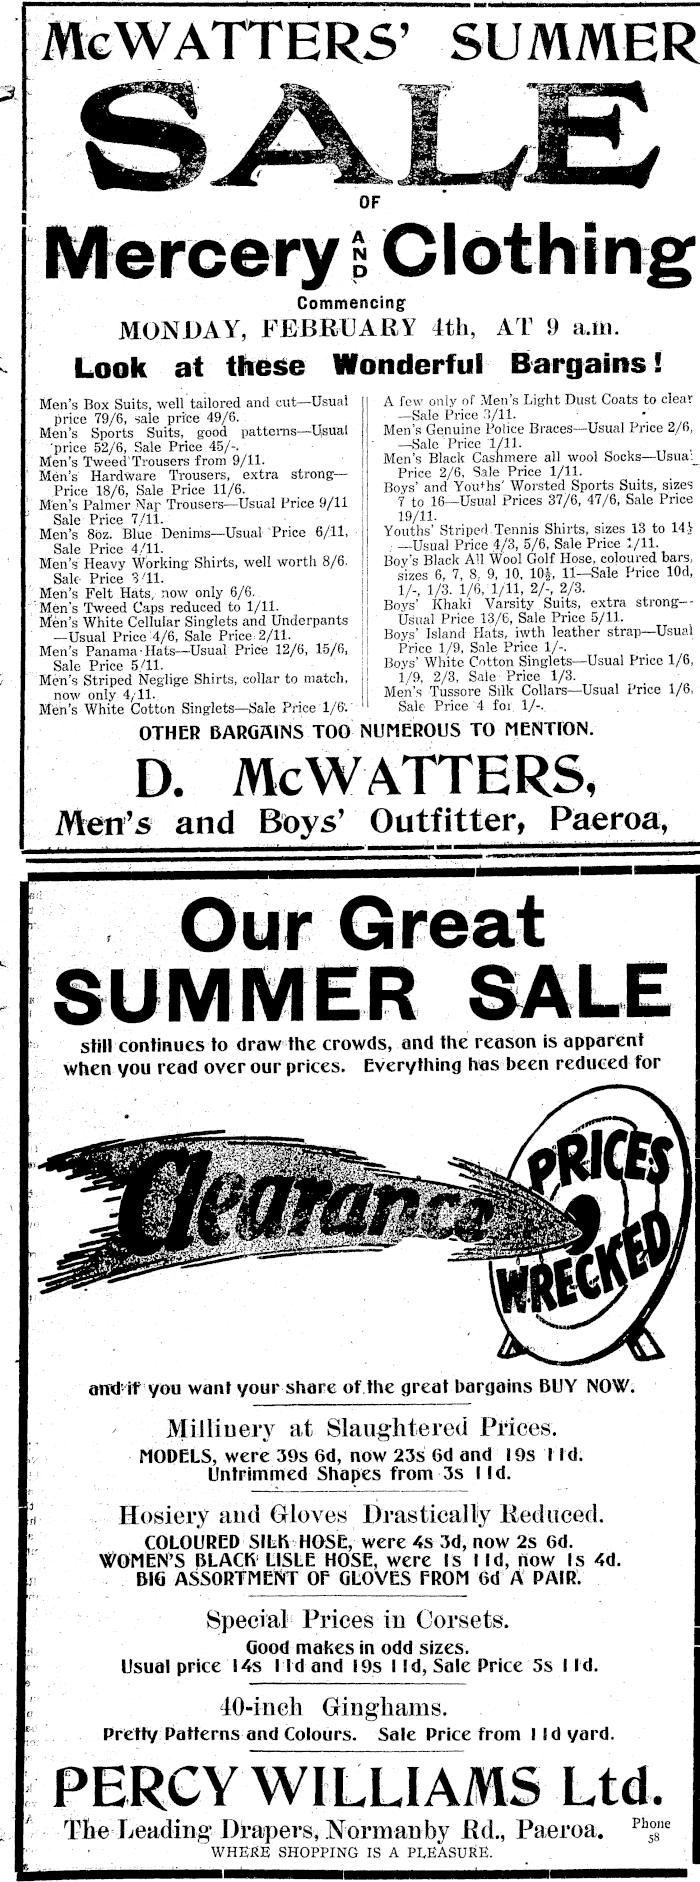 McWATTERS' SUMMER
SALE
OF
Mercery AND Clothing
Commencing
MONDAY, FEBRUARY 4th, AT 9 a.m.
Look at these Wonderful Bargains!
Men's Box Suits, well tailored and cut—Usual
price 79/6, sale price 49/6.
Men's Sports Suits, good patterns—Usual
price 52/6, Sale Price 45/-.
Men's Tweed Trousers from 9/11.
Men's Hardware Trousers, extra strong—
Price 18/6, Sale Price 11/6.
Men's Palmer Nap Trousers—Usual Price 9/11
Sale Price 7/11.
Men's 8oz. Blue Denims—Usual Price 6/11,
Sale Price 4/11.
Men's Heavy Working Shirts, well worth 8/6.
Sale Price 3/11.
Men's Felt Hats, now only 6/6.
Men's Tweed Caps reduced to 1/11.
Men's White Cellular Singlets and Underpants
—Usual Price 4/6, Sale Price 2/11.
Men's Panama Hats—Usual Price 12/6, 15/6,
Sale Price 5/11.
Men's Striped Neglige Shirts, collar to match,
now only 4/11.
Men's White Cotton Singlets—Sale Price 1/6.
A few only of Men's Light Dust Coats to clear
—Sale Price 3/11.
Men's Genuine Police Braces—Usual Price 2/6,
—Sale Price 1/11.
Men's Black Cashmere all wool Socks—Usual
Price 2/6, Sale Price 1/11.
Boys' and Youths' Worsted Sports Suits, sizes
7 to 16—Usual Prices 37/6, 47/6, Sale Price
19/11.
Youths' Striped Tennis Shirts, sizes 13 to 14½
—Usual Price 4/3, 5/6, Sale Price 1/11.
Boy's Black All Wool Golf Hose, coloured bars,
sizes 6, 7, 8, 9, 10, 10½, 11—Sale Price 10d,
1/-, 1/3, 1/6, 1/11, 2/-, 2/3.
Boys' Khaki Varsity Suits, extra strong—
Usual Price 13/6, Sale Price 5/11.
Boys' Island Hats, iwth leather strap—Usual
Price 1/9, Sale Price 1/-.
Boys' White Cotton Singlets—Usual Price 1/6,
1/9, 2/3, Sale Price 1/3.
Men's Tussore Silk Collars—Usual Price 1/6,
Sale Price 4 for 1/-.
OTHER BARGAINS TOO NUMEROUS TO MENTION.
D. McWATTERS,
Men's and Boys' Outfitter, Paeroa,
Our Great
SUMMER SALE
still continues to draw the crowds, and the reason is apparent
when you read over our prices. Everything has been reduced for
Clearance
PRICES
WRECKED
and if you want your share of the great bargains BUY NOW.
Millinery at Slaughtered Prices.
MODELS, were 39s 6d, now 23s 6d and 19s 11d.
Untrimmed Shapes from 3s 11d.
Hosiery and Gloves Drastically Reduced.
COLOURED SILK HOSE, were 4s 3d, now 2s 6d.
WOMEN'S BLACK LISLE HOSE, were 1s 11d, now 1s 4d.
BIG ASSORTMENT OF GLOVES FROM 6d A PAIR.
Special Prices in Corsets.
Good makes in odd sizes.
Usual price 14s 11d and 19s 11d, Sale Price 5s 11d.
40-inch Ginghams.
Pretty Patterns and Colours. Sale Price from 11d yard.
PERCY WILLIAMS Ltd.
The Leading Drapers, Normanby Rd., Paeroa. Phone 58
WHERE SHOPPING IS A PLEASURE.